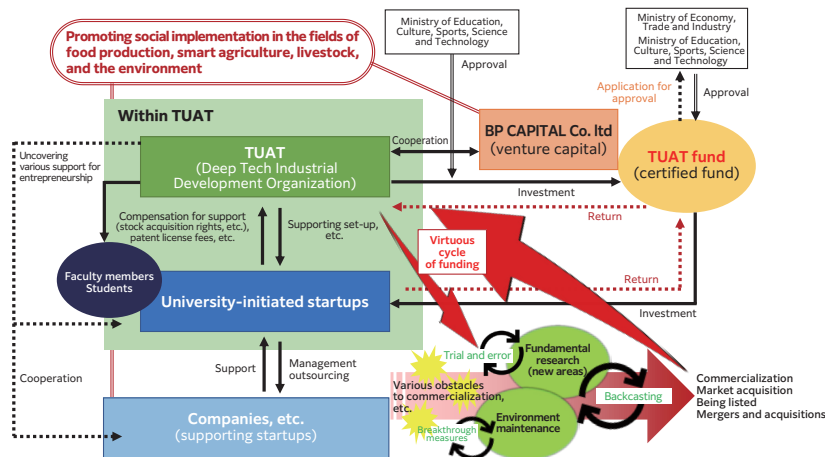 Promoting social implementation in the fields of
food production, smart agriculture, livestock,
and the environment
Ministry of Education,
Culture, Sports, Science
and Technology
Ministry of Economy,
Trade and Industry
Ministry of Education,
Culture, Sports, Science
and Technology
Approval
Application for
approval
Approval
Within TUAT
BP CAPITAL Co. ltd
(venture capital)
Cooperation
TUAT
(Deep Tech Industrial
Development Organization)
TUAT fund
(certified fund)
Uncovering
various support for
entrepreneurship
Investment
Return
Compensation for support
(stock acquisition rights, etc.),
patent license fees, etc.
Supporting set-up,
etc.
Virtuous
cycle
of funding
Faculty members
Students
University-initiated startups
Return
Investment
Support
Management
outsourcing
Cooperation
Trial and error
Fundamental
research
(new areas)
Various obstacles
to commercialization,
etc.
Backcasting
Commercialization
Market acquisition
Being listed
Mergers and acquisitions
Environment
maintenance
Breakthrough
measures
Companies, etc.
(supporting startups)